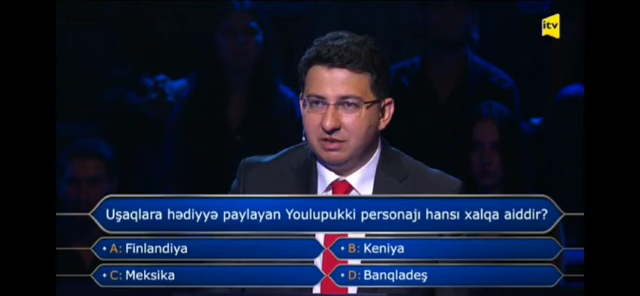 itv
Uşaqlara hədiyyə paylayan Youlupukki personajı hansı xalqa aiddir?
A: Finlandiya
B: Keniya
C: Meksika
D: Banqladeş